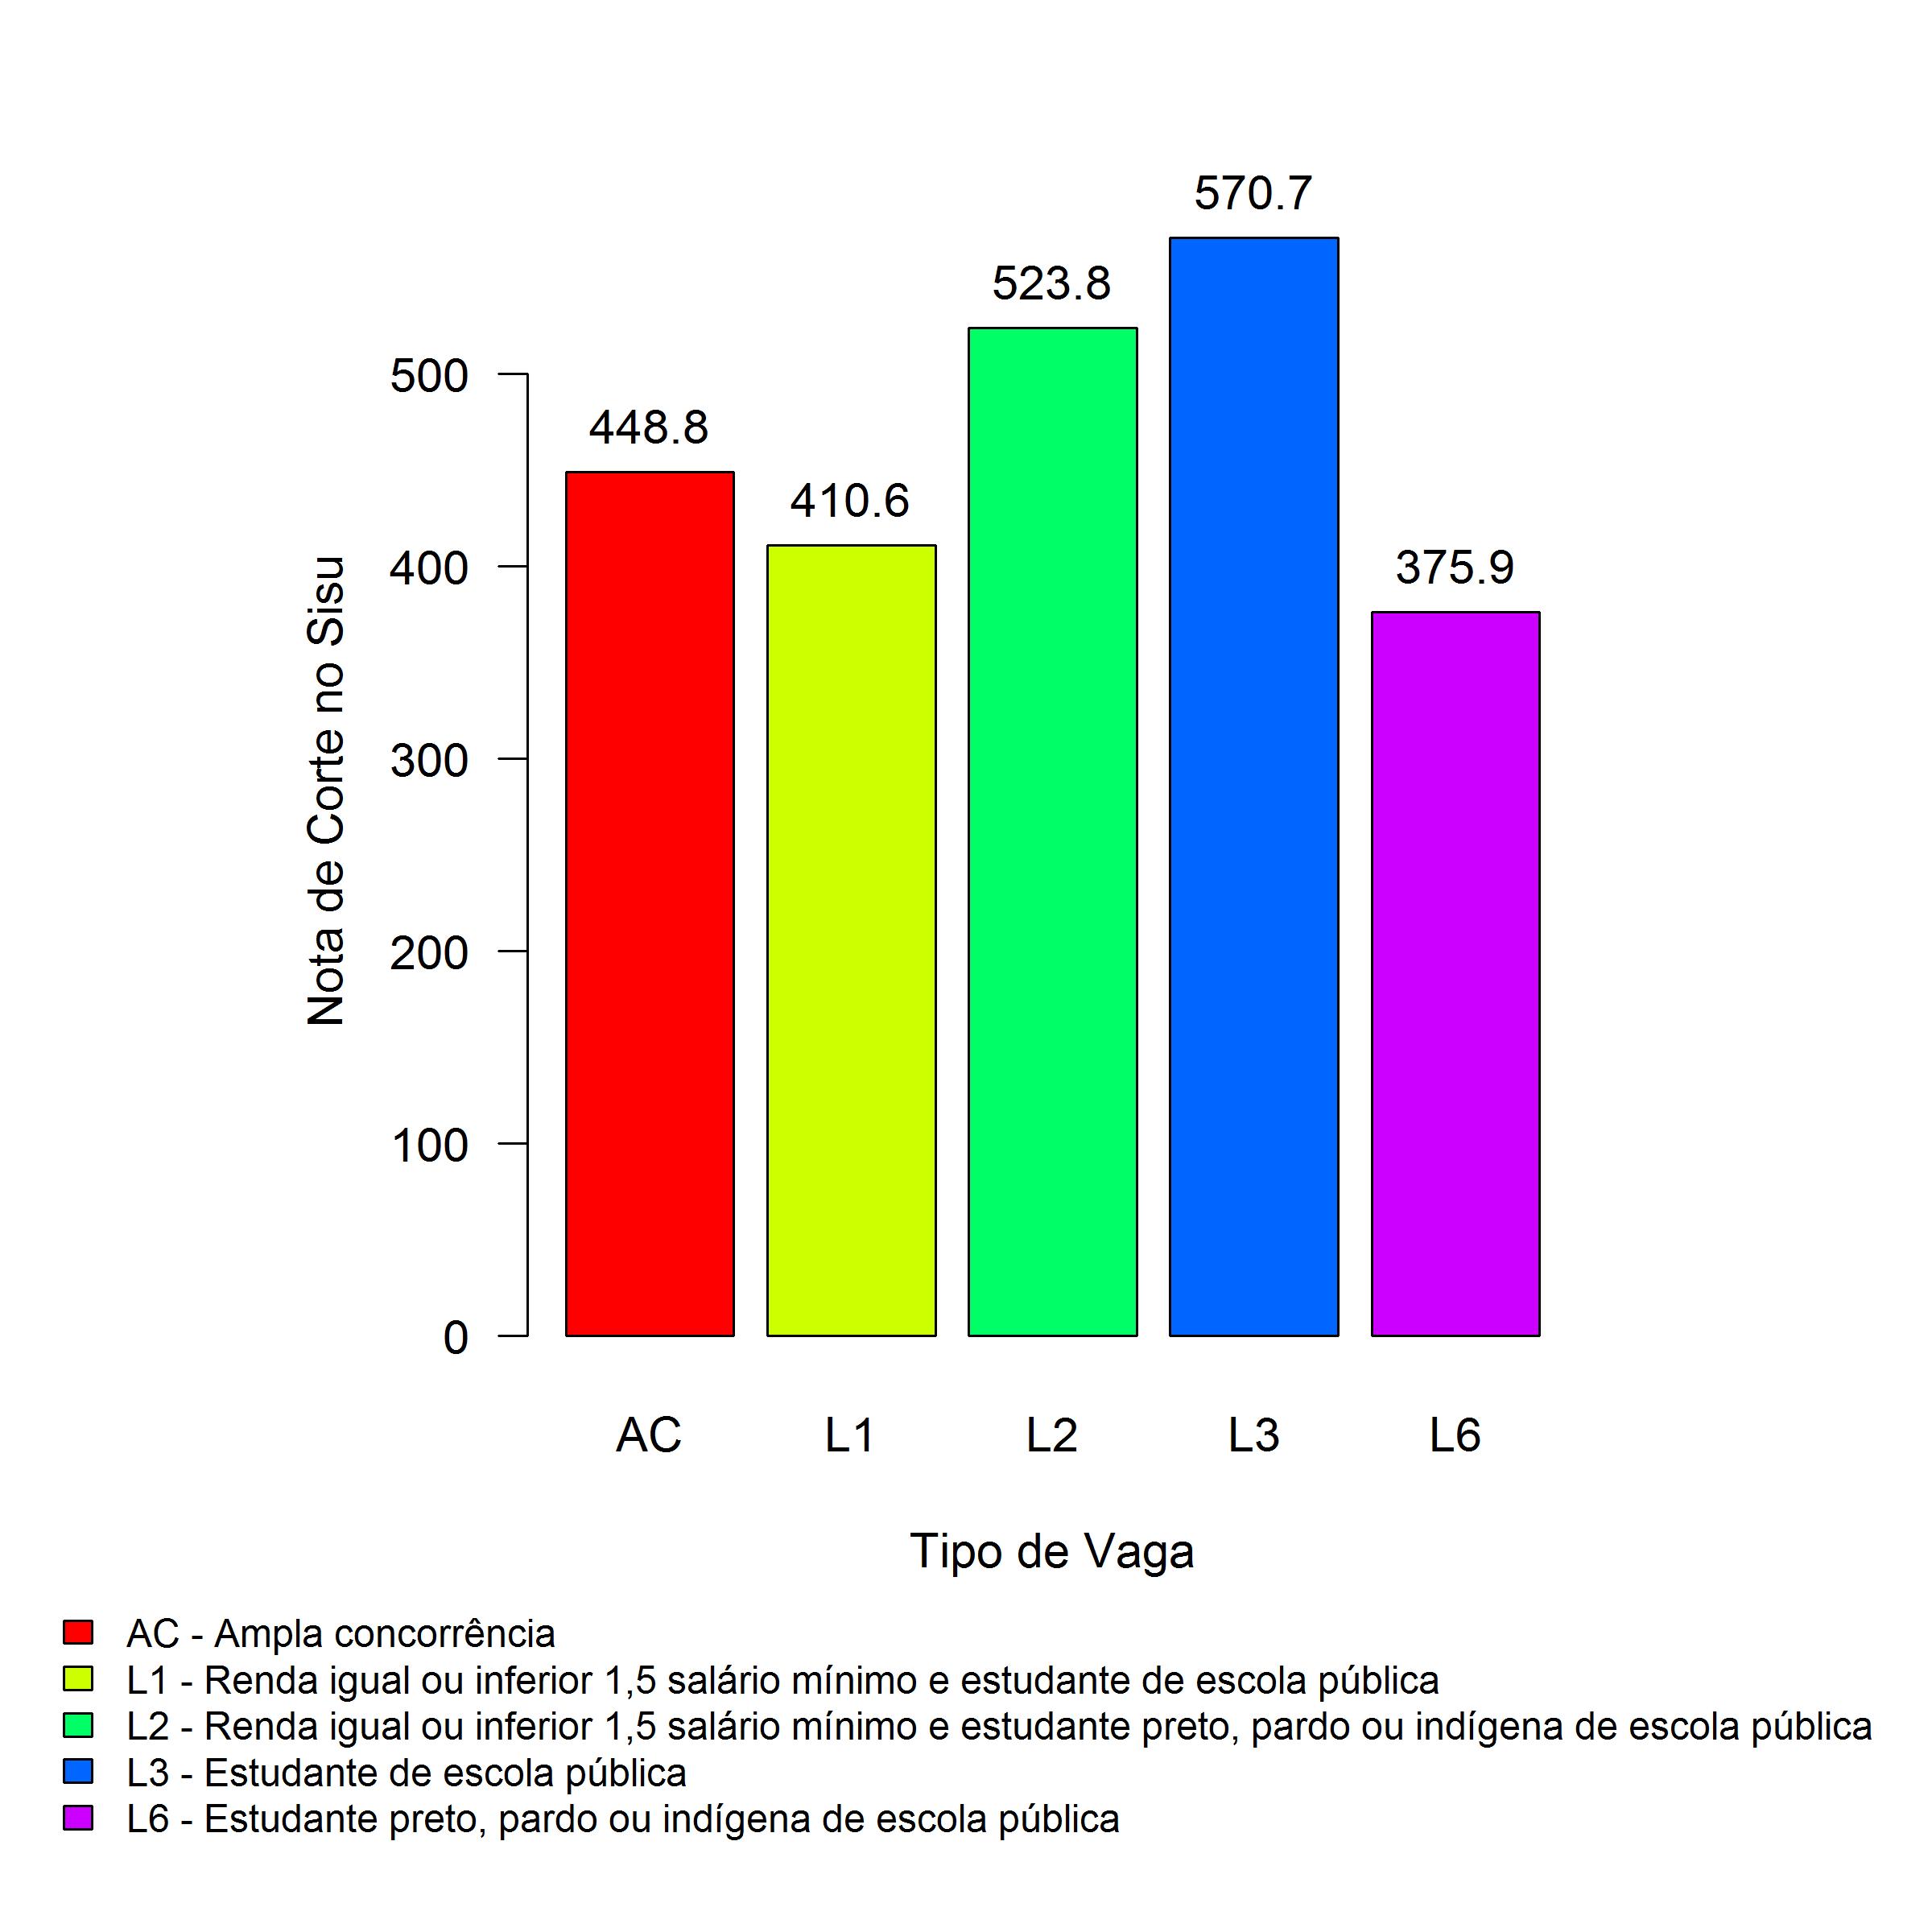 570.7
523.8
500
448.8
410.6
400
375.9
300
200
100
0
Nota de Corte no Sisu
AC L1 L2 L3 L6
Tipo de Vaga
AC - Ampla concorrência
L1 - Renda igual ou inferior 1,5 salário mínimo e estudante de escola pública
L2 - Renda igual ou inferior 1,5 salário mínimo e estudante preto, pardo ou indígena de escola pública
L3 - Estudante de escola pública
L6 - Estudante preto, pardo ou indígena de escola pública